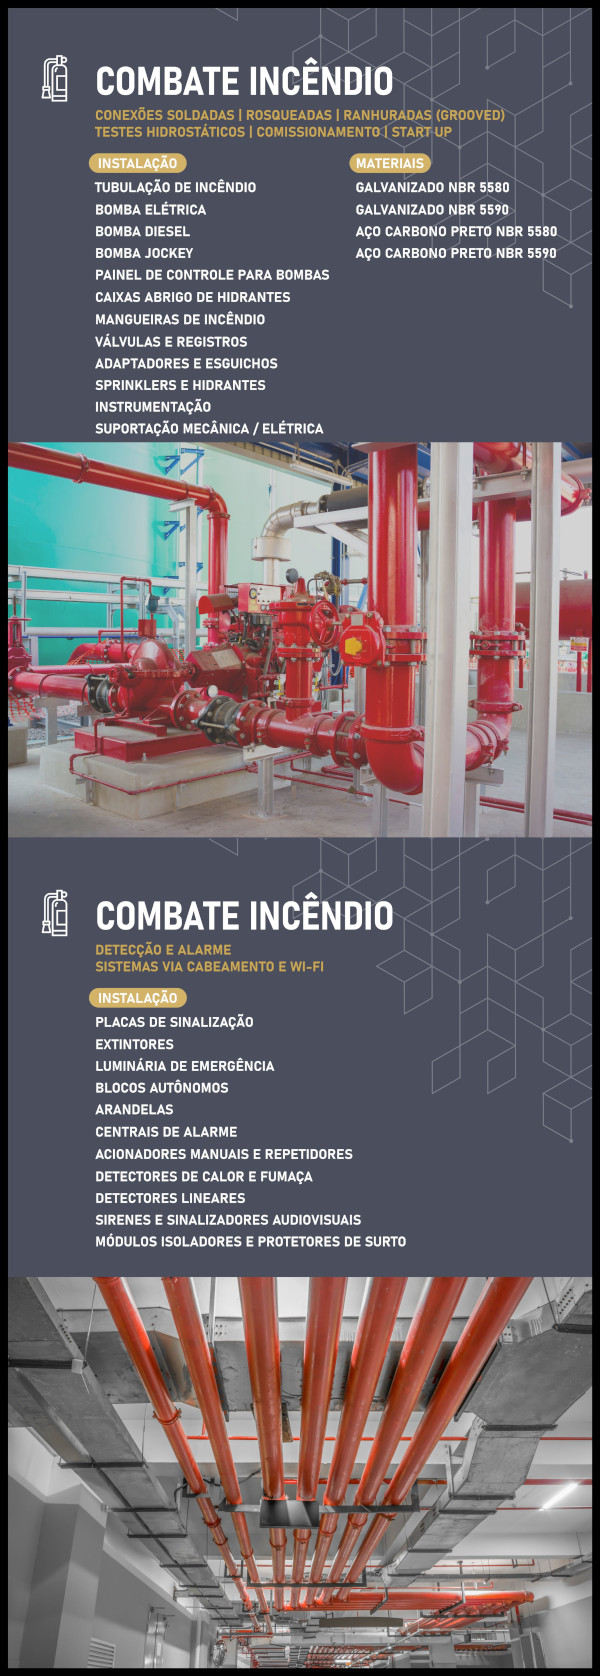 COMBATE INCÊNDIO
CONEXÕES SOLDADAS | ROSQUEADAS | RANHURADAS (GROOVED)
TESTES HIDROSTÁTICOS | COMISSIONAMENTO | START UP
INSTALAÇÃO
TUBULAÇÃO DE INCÊNDIO
BOMBA ELÉTRICA
BOMBA DIESEL
BOMBA JOCKEY
PAINEL DE CONTROLE PARA BOMBAS
CAIXAS ABRIGO DE HIDRANTES
MANGUEIRAS DE INCÊNDIO
VÁLVULAS E REGISTROS
ADAPTADORES E ESGUICHOS
SPRINKLERS E HIDRANTES
INSTRUMENTAÇÃO
SUPORTAÇÃO MECÂNICA / ELÉTRICA
MATERIAIS
GALVANIZADO NBR 5580
GALVANIZADO NBR 5590
AÇO CARBONO PRETO NBR 5580
AÇO CARBONO PRETO NBR 5590
COMBATE INCÊNDIO
DETECÇÃO E ALARME
SISTEMAS VIA CABEAMENTO E WI-FI
INSTALAÇÃO
PLACAS DE SINALIZAÇÃO
EXTINTORES
LUMINÁRIA DE EMERGÊNCIA
BLOCOS AUTÔNOMOS
ARANDELAS
CENTRAIS DE ALARME
ACIONADORES MANUAIS E REPETIDORES
DETECTORES DE CALOR E FUMAÇA
DETECTORES LINEARES
SIRENES E SINALIZADORES AUDIOVISUAIS
MÓDULOS ISOLADORES E PROTETORES DE SURTO